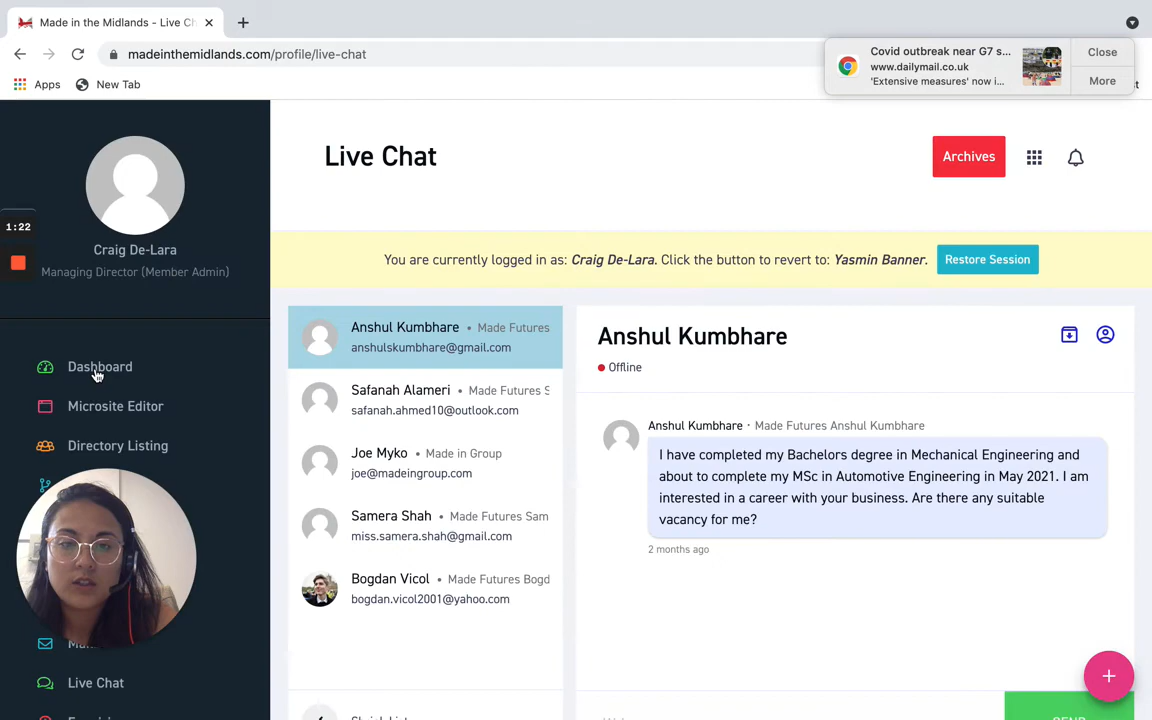 Made in the Midlands - Live Ch
madeinthemidlands.com/profile/live-chat
Apps
New Tab
Covid outbreak near G7 s...
www.dailymail.co.uk
'Extensive measures' now i...
Close
More
Live Chat
Archives
1:22
Craig De-Lara
Managing Director (Member Admin)
You are currently logged in as: Craig De-Lara. Click the button to revert to: Yasmin Banner.
Restore Session
Dashboard
Microsite Editor
Directory Listing
Live Chat
Anshul Kumbhare • Made Futures
anshulskumbhare@gmail.com
Safanah Alameri • Made Futures S
safanah.ahmed10@outlook.com
Joe Myko • Made in Group
joe@madeingroup.com
Samera Shah • Made Futures Sam
miss.samera.shah@gmail.com
Bogdan Vicol • Made Futures Bogd
bogdan.vicol2001@yahoo.com
Anshul Kumbhare
Offline
Anshul Kumbhare · Made Futures Anshul Kumbhare
I have completed my Bachelors degree in Mechanical Engineering and
about to complete my MSc in Automotive Engineering in May 2021. I am
interested in a career with your business. Are there any suitable
vacancy for me?
2 months ago